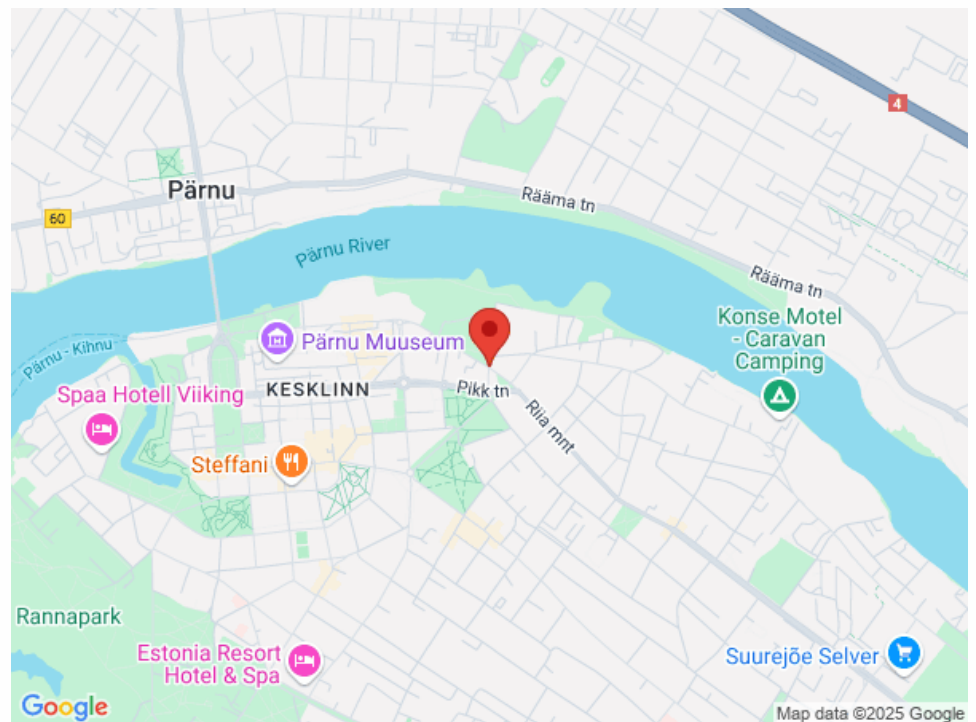 4
Pärnu
Rääma tn
60
Pärnu River
Rääma tn
Konse Motel
- Caravan
Camping
Pärnu Muuseum
Pärnu - Kihnu
KESKLINN
Pikk tn
Spaa Hotell Viiking
Riia mnt
Steffani
Rannapark
Estonia Resort
Hotel & Spa
Suurejõe Selver
Google
Map data ©2025 Google